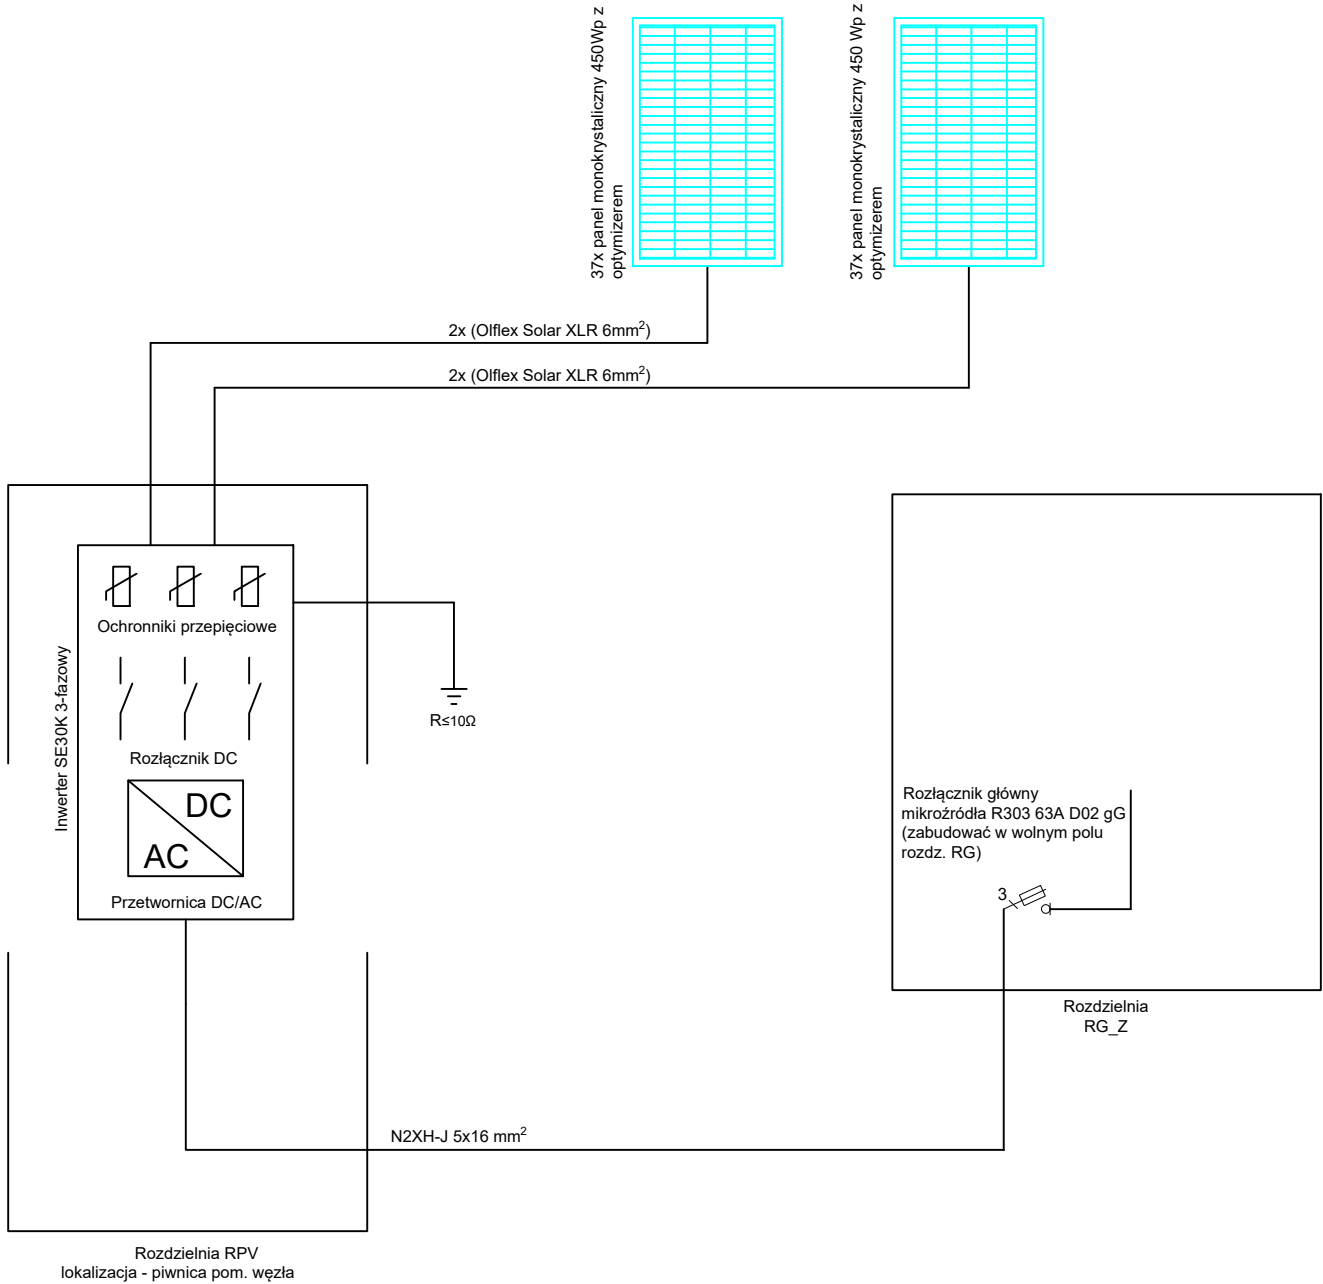 37x panel monokrystaliczny 450Wp z
optymizerem
37x panel monokrystaliczny 450 Wp z
optymizerem
2x (Olflex Solar XLR 6mm²)
2x (Olflex Solar XLR 6mm²)
Inwerter SE30K 3-fazowy
Ochronniki przepięciowe
R≤10Ω
Rozłącznik DC
DC
AC
Przetwornica DC/AC
Rozłącznik główny
mikroźródła R303 63A D02 gG
(zabudować w wolnym polu
rozdz. RG)
3
Rozdzielnia
RG_Z
N2XH-J 5x16 mm²
Rozdzielnia RPV
lokalizacja - piwnica pom. węzła